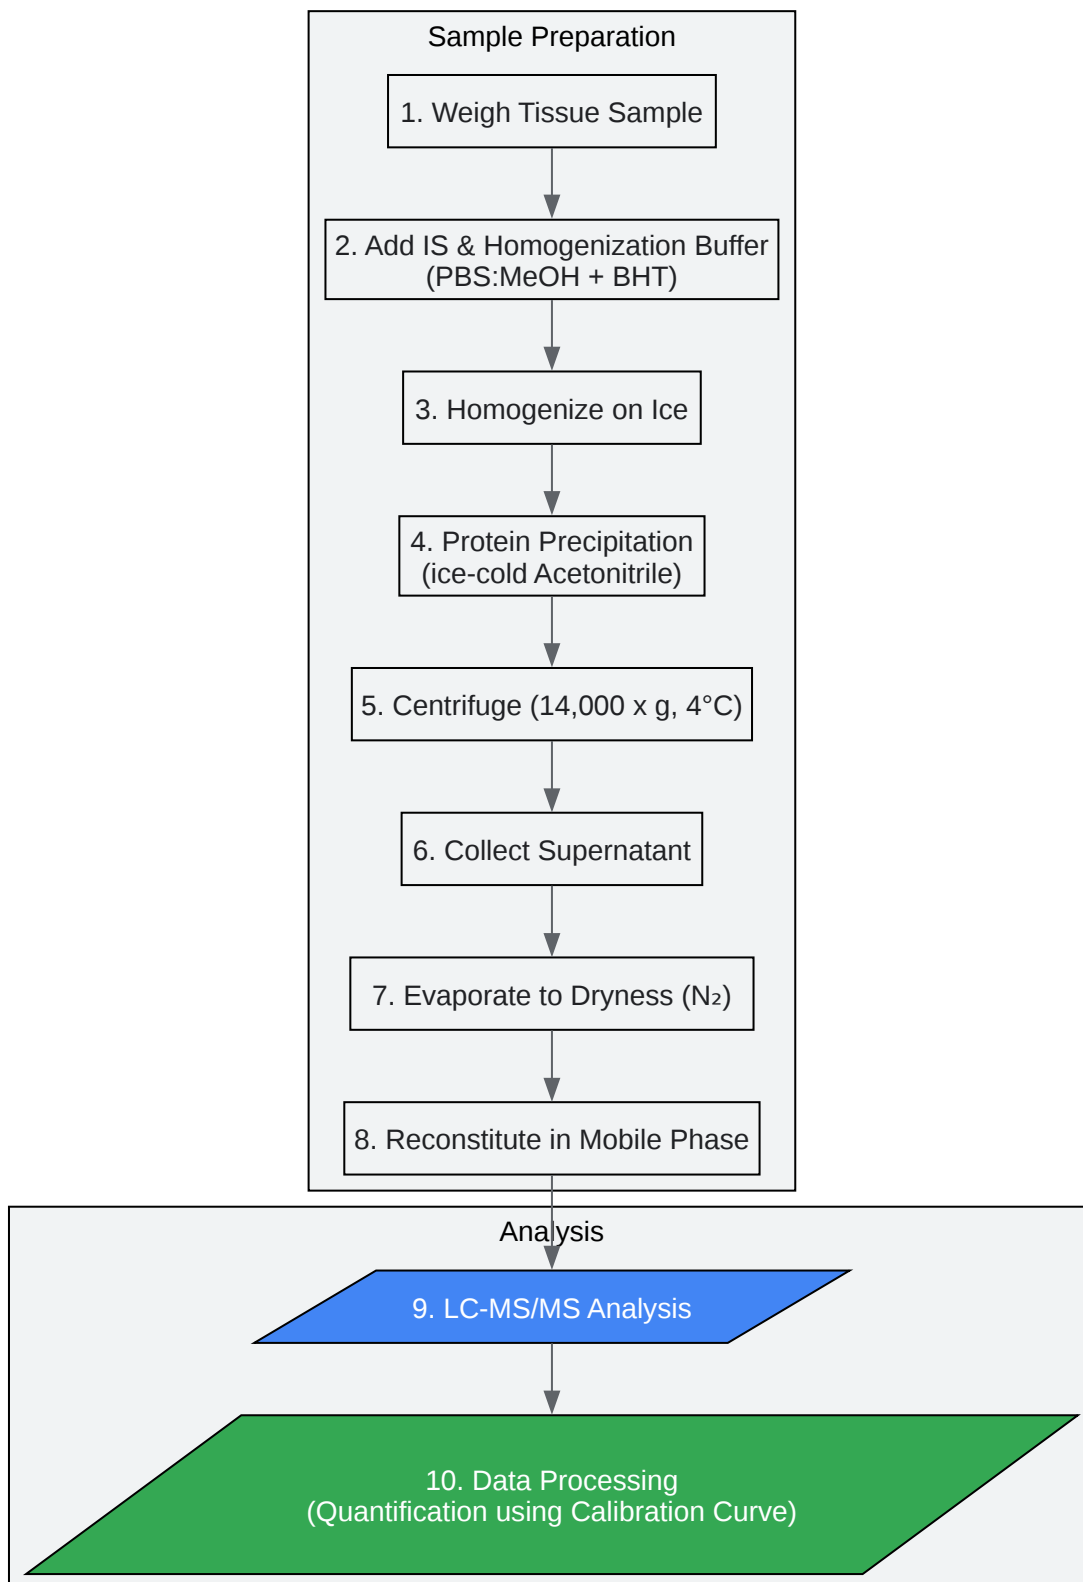 Sample Preparation
1. Weigh Tissue Sample
2. Add IS & Homogenization Buffer
(PBS:MeOH + BHT)
3. Homogenize on Ice
4. Protein Precipitation
(ice-cold Acetonitrile)
5. Centrifuge (14,000 x g, 4°C)
6. Collect Supernatant
7. Evaporate to Dryness (N₂)
8. Reconstitute in Mobile Phase
Analysis
9. LC-MS/MS Analysis
10. Data Processing
(Quantification using Calibration Curve)